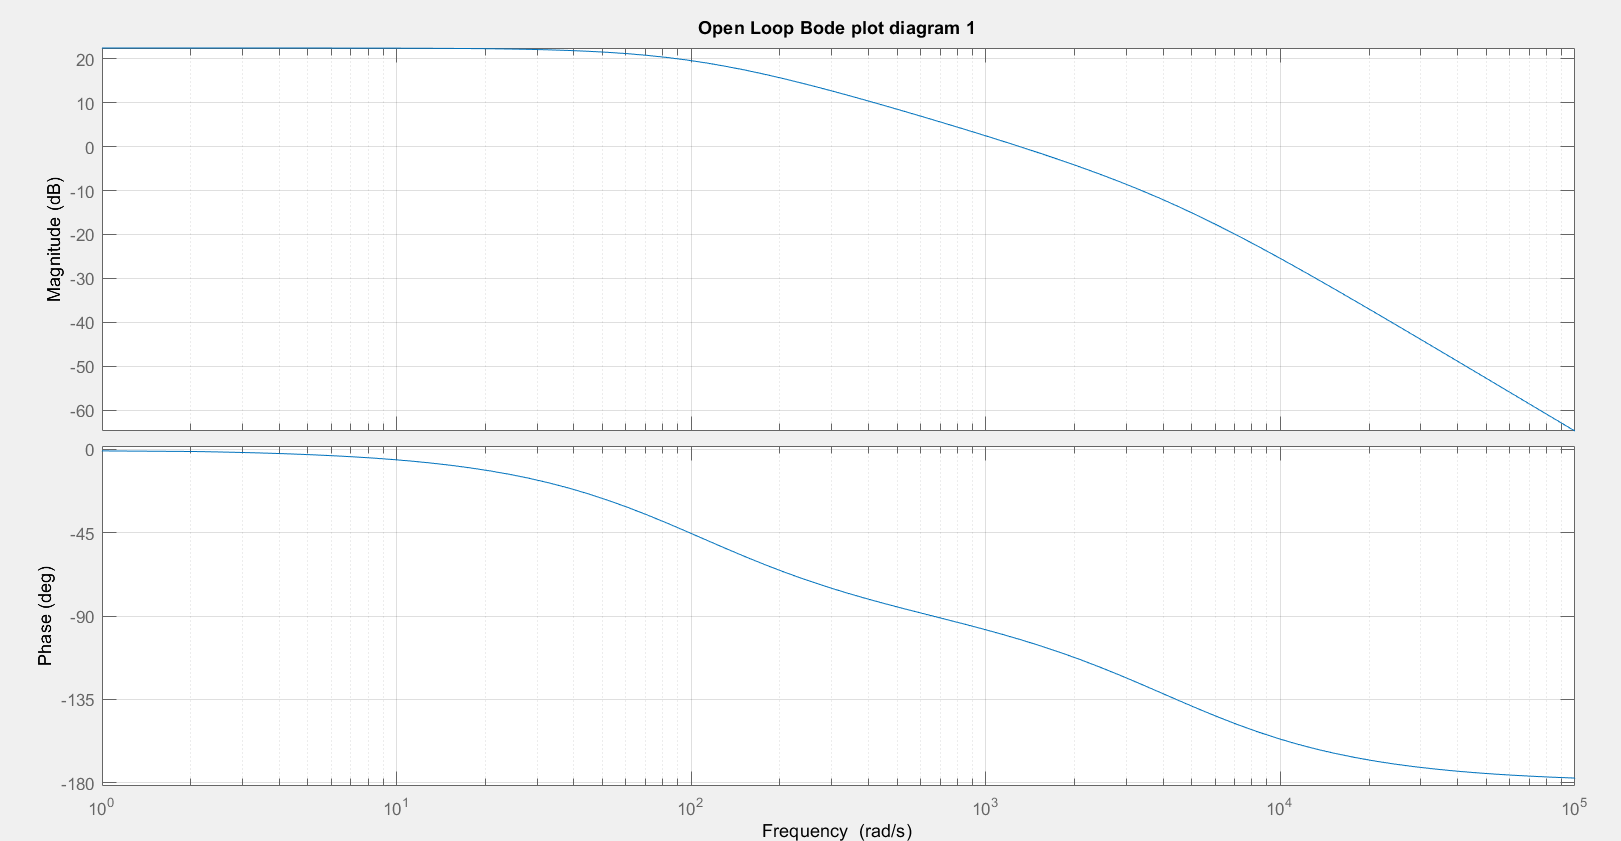 Open Loop Bode plot diagram 1
Magnitude (dB)
20
10
0
-10
-20
-30
-40
-50
-60
Phase (deg)
0
-45
-90
-135
-180
10^0 10^1 10^2 10^3 10^4 10^5
Frequency (rad/s)